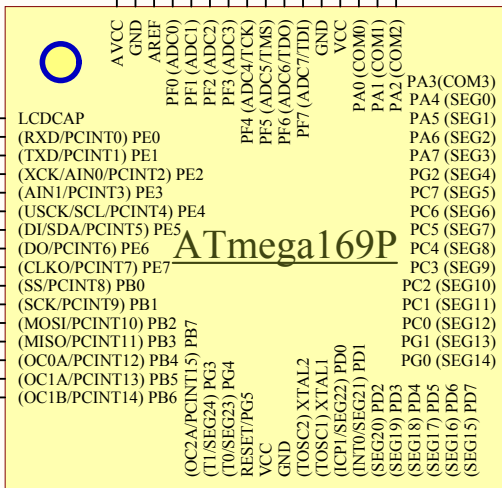 AVCC
GND
AREF
PF0 (ADC0)
PF1 (ADC1)
PF2 (ADC2)
PF3 (ADC3)
PF4 (ADC4/TCK)
PF5 (ADC5/TMS)
PF6 (ADC6/TDO)
PF7 (ADC7/TDI)
GND
VCC
PA0 (COM0)
PA1 (COM1)
PA2 (COM2)
LCDCAP
(RXD/PCINT0) PE0
(TXD/PCINT1) PE1
(XCK/AIN0/PCINT2) PE2
(AIN1/PCINT3) PE3
(USCK/SCL/PCINT4) PE4
(DI/SDA/PCINT5) PE5
(DO/PCINT6) PE6
(CLKO/PCINT7) PE7
(SS/PCINT8) PB0
(SCK/PCINT9) PB1
(MOSI/PCINT10) PB2
(MISO/PCINT11) PB3
(OC0A/PCINT12) PB4
(OC1A/PCINT13) PB5
(OC1B/PCINT14) PB6
ATmega169P
PA3(COM3)
PA4 (SEG0)
PA5 (SEG1)
PA6 (SEG2)
PA7 (SEG3)
PG2 (SEG4)
PC7 (SEG5)
PC6 (SEG6)
PC5 (SEG7)
PC4 (SEG8)
PC3 (SEG9)
PC2 (SEG10)
PC1 (SEG11)
PC0 (SEG12)
PG1 (SEG13)
PG0 (SEG14)
(OC2A/PCINT15) PB7
(T1/SEG24) PG3
(T0/SEG23) PG4
RESET/PG5
VCC
GND
(TOSC2) XTAL2
(TOSC1) XTAL1
(ICP1/SEG22) PD0
(INT0/SEG21) PD1
(SEG20) PD2
(SEG19) PD3
(SEG18) PD4
(SEG17) PD5
(SEG16) PD6
(SEG15) PD7